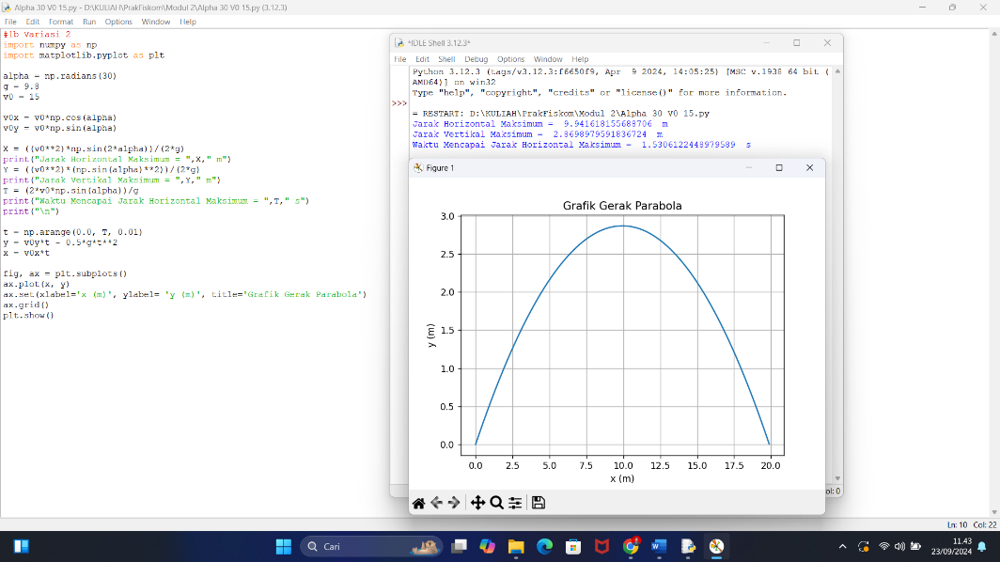 Alpha 30 V0 15.py - D:\KULIAH\PrakFiskom\Modul 2\Alpha 30 V0 15.py (3.12.3)
File Edit Format Run Options Window Help
#1b Variasi 2
import numpy as np
import matplotlib.pyplot as plt
alpha = np.radians(30)
g = 9.8
v0 = 15
v0x = v0*np.cos(alpha)
v0y = v0*np.sin(alpha)
X = ((v0**2)*np.sin(2*alpha))/(2*g)
print("Jarak Horizontal Maksimum = ",X," m")
Y = ((v0**2)*(np.sin(alpha)**2))/(2*g)
print("Jarak Vertikal Maksimum = ",Y," m")
T = (2*v0*np.sin(alpha))/g
print("Waktu Mencapai Jarak Horizontal Maksimum = ",T," s")
print("\n")
t = np.arange(0.0, T, 0.01)
y = v0y*t - 0.5*g*t**2
x = v0x*t
fig, ax = plt.subplots()
ax.plot(x, y)
ax.set(xlabel='x (m)', ylabel= 'y (m)', title='Grafik Gerak Parabola')
ax.grid()
plt.show()
*IDLE Shell 3.12.3*
File Edit Shell Debug Options Window Help
Python 3.12.3 (tags/v3.12.3:f6650f9, Apr 9 2024, 14:05:25) [MSC v.1938 64 bit (
AMD64)] on win32
Type "help", "copyright", "credits" or "license()" for more information.
>>>
= RESTART: D:\KULIAH\PrakFiskom\Modul 2\Alpha 30 V0 15.py
Jarak Horizontal Maksimum = 9.941618155688706 m
Jarak Vertikal Maksimum = 2.8698979591836724 m
Waktu Mencapai Jarak Horizontal Maksimum = 1.5306122448979589 s
Figure 1
Grafik Gerak Parabola
3.0
2.5
2.0
1.5
1.0
0.5
0.0
y (m)
0.0 2.5 5.0 7.5 10.0 12.5 15.0 17.5 20.0
x (m)
ol: 0
Ln: 10 Col: 22
Cari
11.43
23/09/2024